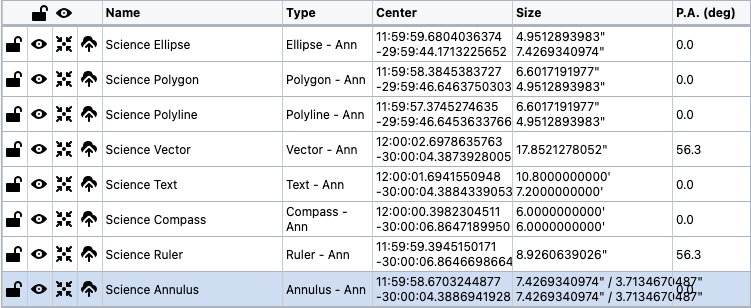 Name Type Center Size P.A. (deg)
Science Ellipse Ellipse - Ann 11:59:59.6804036374 4.9512893983" 0.0
-29:59:44.1713225652 7.4269340974"
Science Polygon Polygon - Ann 11:59:58.3845383727 6.6017191977" 0.0
-29:59:46.6463750303 4.9512893983"
Science Polyline Polyline - Ann 11:59:57.3745274635 6.6017191977" 0.0
-29:59:46.6453633766 4.9512893983"
Science Vector Vector - Ann 12:00:02.6978635763 17.8521278052" 56.3
-30:00:04.3873928005
Science Text Text - Ann 12:00:01.6941550948 10.8000000000' 0.0
-30:00:04.3884339053 7.2000000000'
Science Compass Compass - 12:00:00.3982304511 6.0000000000' 0.0
Ann -30:00:06.8647189950 6.0000000000'
Science Ruler Ruler - Ann 11:59:59.3945150171 8.9260639026" 56.3
-30:00:06.8646698664
Science Annulus Annulus - Ann 11:59:58.6703244877 7.4269340974" / 3.7134670487" 0.0
-30:00:04.3886941928 7.4269340974" / 3.7134670487"